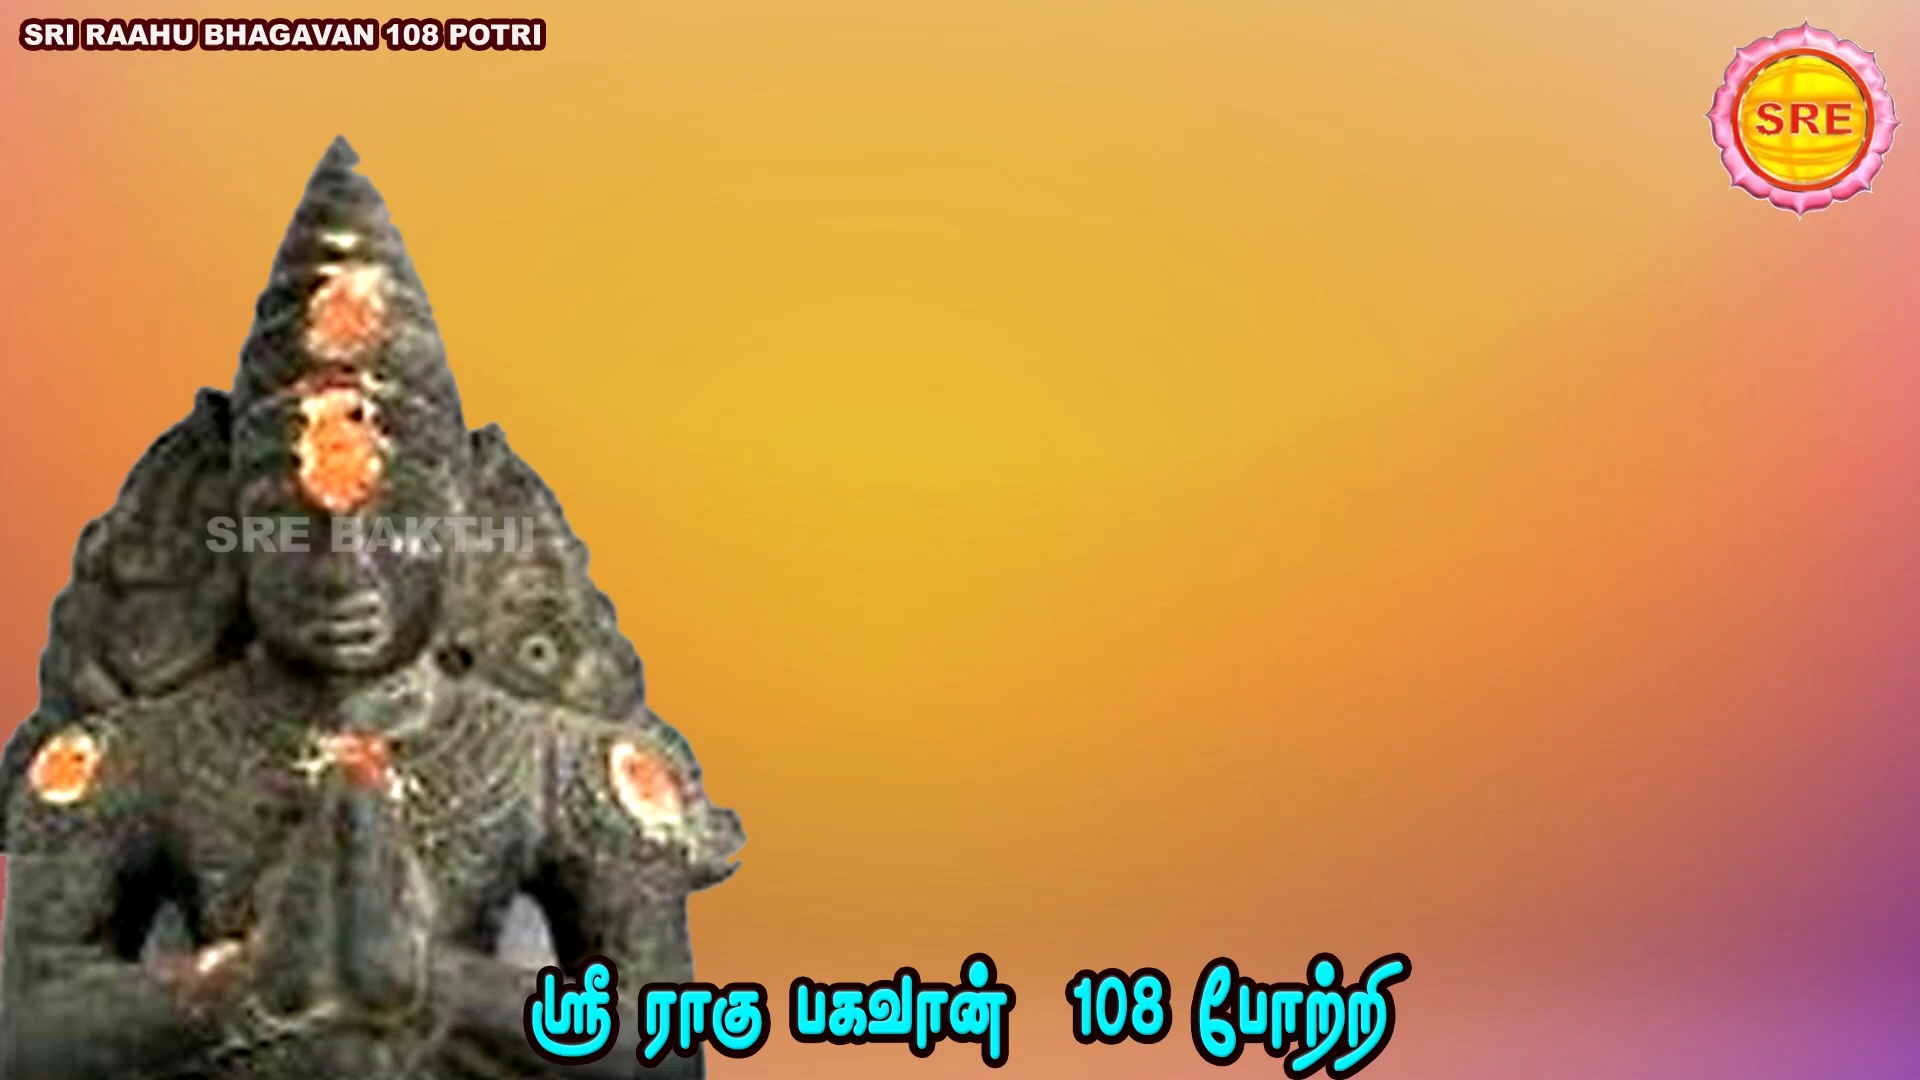 SRI RAAHU BHAGAVAN 108 POTRI
SRE
SRE BAKTHI
ஸ்ரீ ராகு பகவான் 108 போற்றி